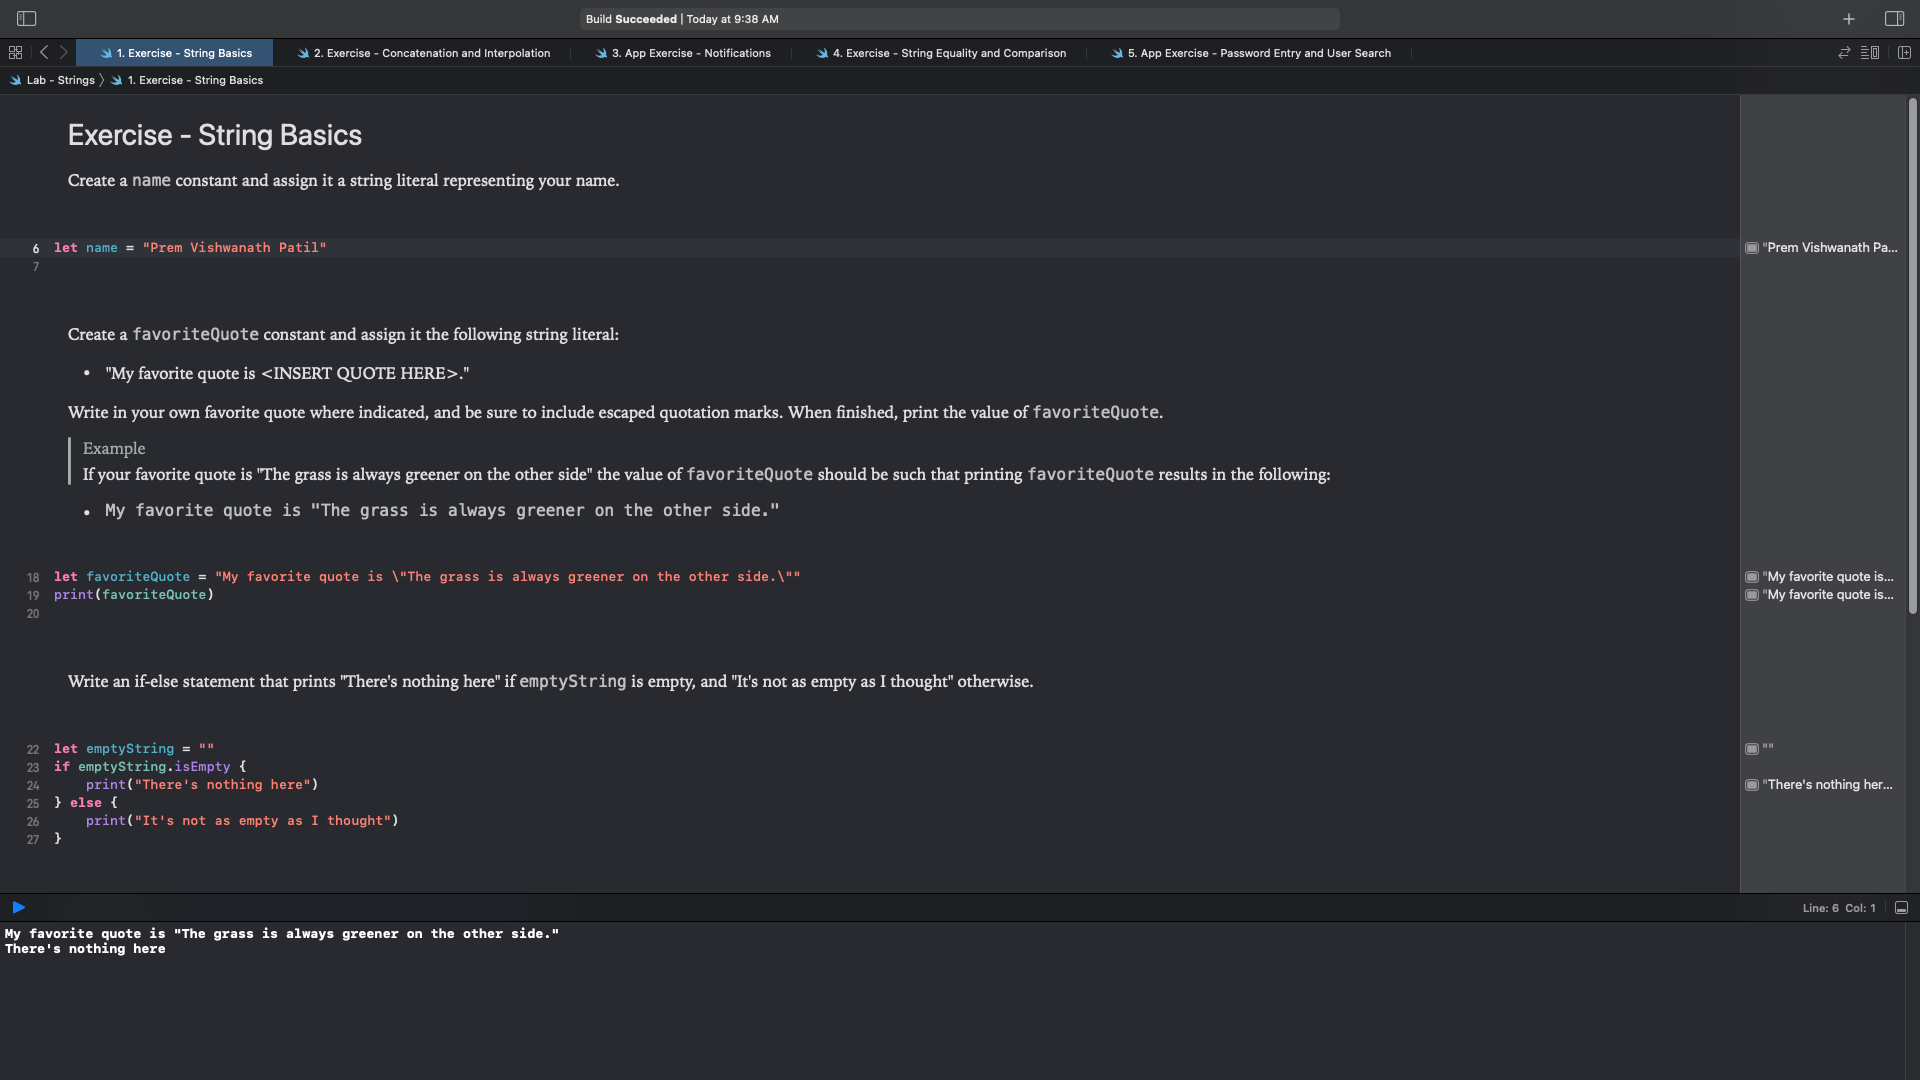 Build Succeeded | Today at 9:38 AM
1. Exercise - String Basics
2. Exercise - Concatenation and Interpolation
3. App Exercise - Notifications
4. Exercise - String Equality and Comparison
5. App Exercise - Password Entry and User Search
Lab - Strings
1. Exercise - String Basics
Exercise - String Basics
Create a name constant and assign it a string literal representing your name.
6 let name = "Prem Vishwanath Patil"
"Prem Vishwanath Pa...
7
Create a favoriteQuote constant and assign it the following string literal:
• "My favorite quote is <INSERT QUOTE HERE>."
Write in your own favorite quote where indicated, and be sure to include escaped quotation marks. When finished, print the value of favoriteQuote.
Example
If your favorite quote is "The grass is always greener on the other side" the value of favoriteQuote should be such that printing favoriteQuote results in the following:
• My favorite quote is "The grass is always greener on the other side."
18 let favoriteQuote = "My favorite quote is \"The grass is always greener on the other side.\""
"My favorite quote is...
19 print(favoriteQuote)
"My favorite quote is...
20
Write an if-else statement that prints "There's nothing here" if emptyString is empty, and "It's not as empty as I thought" otherwise.
22 let emptyString = ""
""
23 if emptyString.isEmpty {
24 print("There's nothing here")
"There's nothing her...
25 } else {
26 print("It's not as empty as I thought")
27 }
Line: 6 Col: 1
My favorite quote is "The grass is always greener on the other side."
There's nothing here